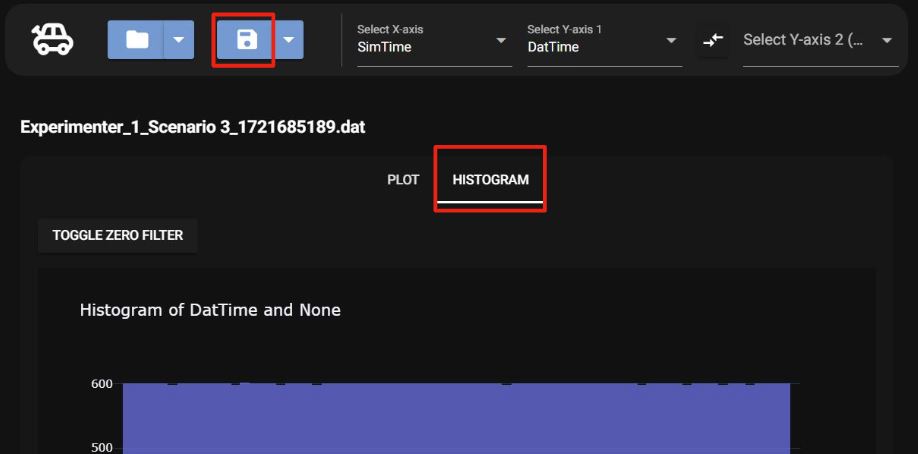 Select X-axis
SimTime
Select Y-axis 1
DatTime
Select Y-axis 2 (...
Experimenter_1_Scenario 3_1721685189.dat
PLOT HISTOGRAM
TOGGLE ZERO FILTER
Histogram of DatTime and None
600
500